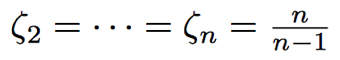 ζ₂ = ⋯ = ζₙ = n/(n−1)